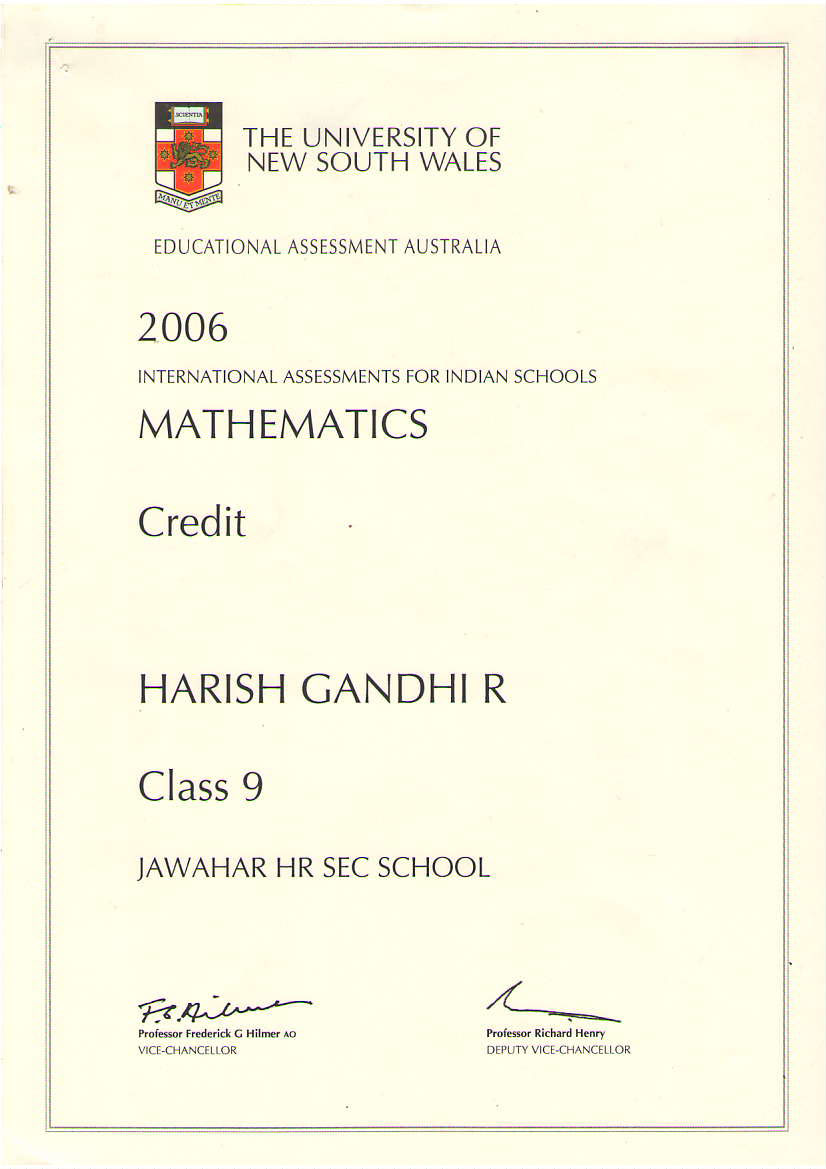 SCIENTIA
MANU ET MENTE
THE UNIVERSITY OF
NEW SOUTH WALES
EDUCATIONAL ASSESSMENT AUSTRALIA
2006
INTERNATIONAL ASSESSMENTS FOR INDIAN SCHOOLS
MATHEMATICS
Credit
HARISH GANDHI R
Class 9
JAWAHAR HR SEC SCHOOL
F.G.Hilmer
Professor Frederick G Hilmer AO
VICE-CHANCELLOR
Professor Richard Henry
DEPUTY VICE-CHANCELLOR